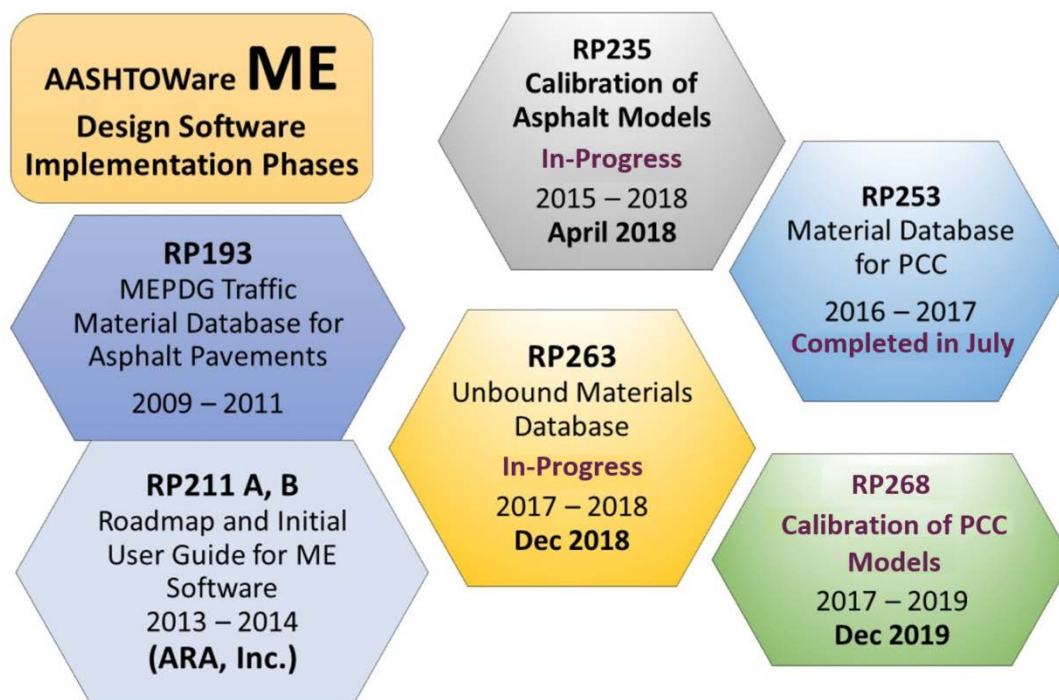 AASHTOWare ME
Design Software
Implementation Phases
RP193
MEPDG Traffic
Material Database for
Asphalt Pavements
2009 – 2011
RP211 A, B
Roadmap and Initial
User Guide for ME
Software
2013 – 2014
(ARA, Inc.)
RP235
Calibration of
Asphalt Models
In-Progress
2015 – 2018
April 2018
RP263
Unbound Materials
Database
In-Progress
2017 – 2018
Dec 2018
RP253
Material Database
for PCC
2016 – 2017
Completed in July
RP268
Calibration of PCC
Models
2017 – 2019
Dec 2019